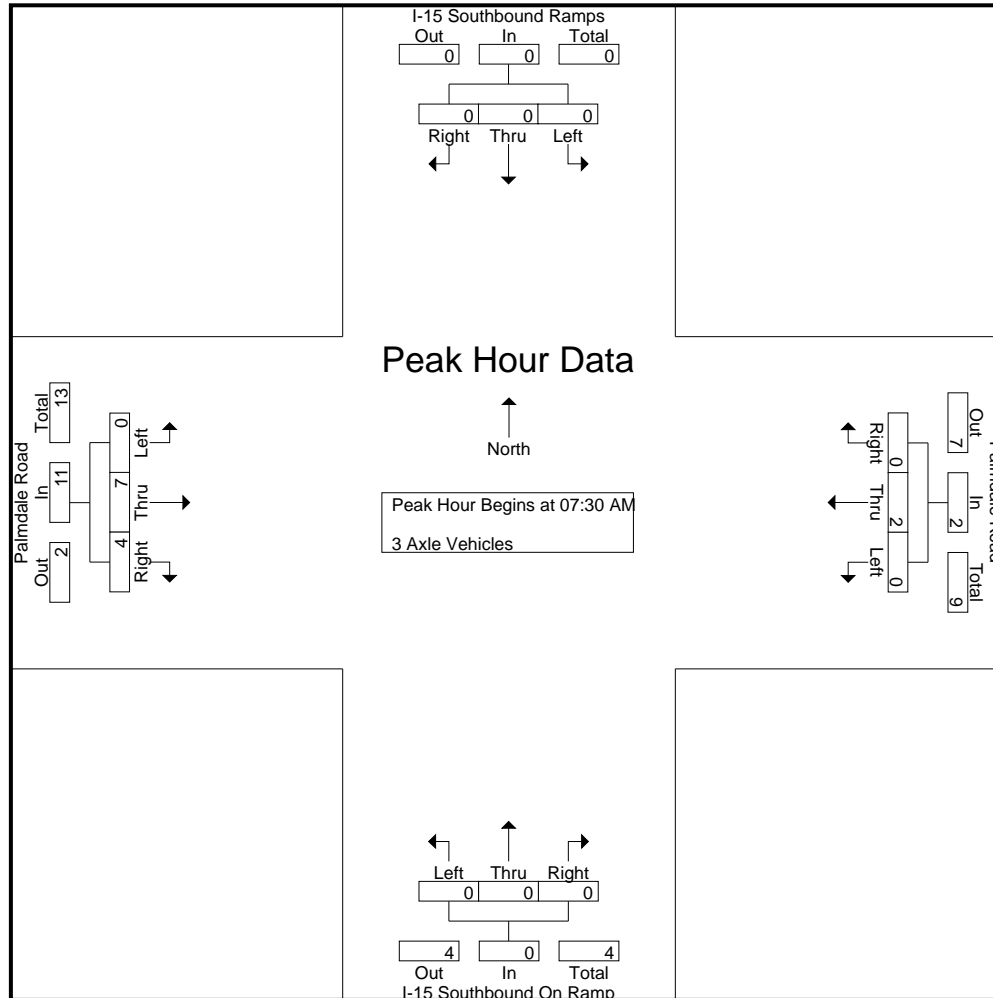 I-15 Southbound Ramps
Out In Total
0 0 0
0 0 0
Right Thru Left
Peak Hour Data
North
Peak Hour Begins at 07:30 AM
3 Axle Vehicles
Palmdale Road
Out In Total
2 11 13
4 7 0
Right Thru Left
Road
Out In Total
7 2 9
0 2 0
Right Thru Left
Left Thru Right
0 0 0
4 0 4
Out In Total
I-15 Southbound On Ramp